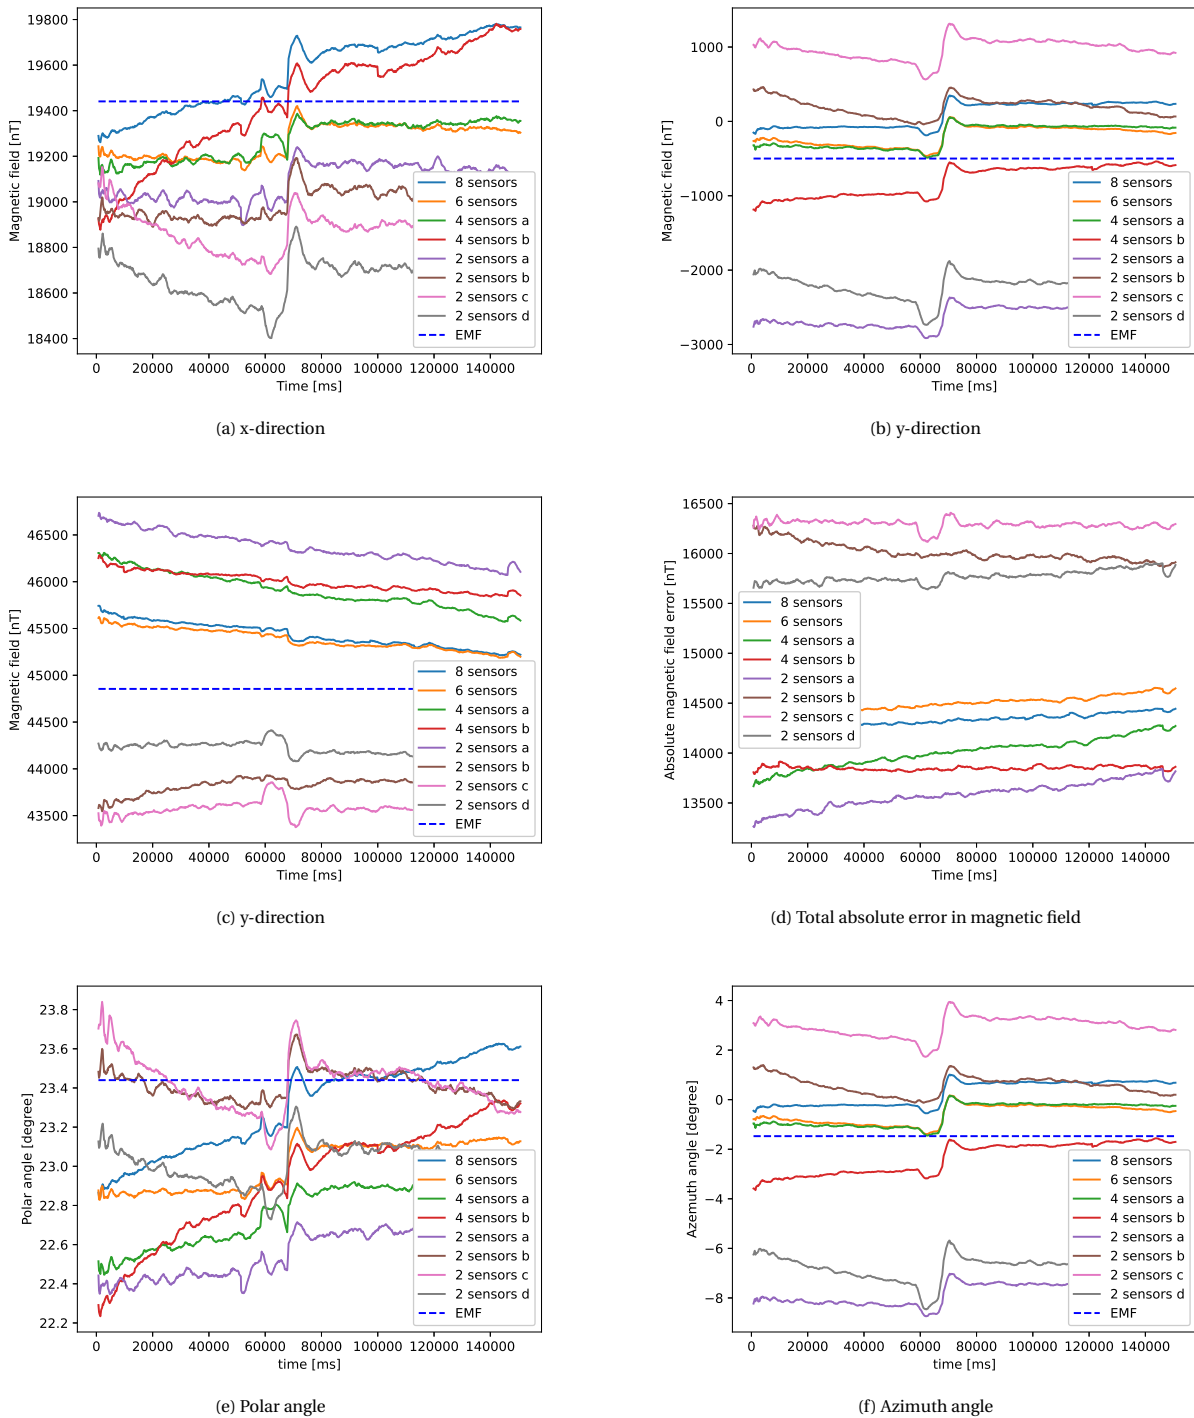 19800
19600
19400
19200
19000
18800
18600
18400
Magnetic field [nT]
0 20000 40000 60000 80000 100000 120000 140000
Time [ms]
8 sensors
6 sensors
4 sensors a
4 sensors b
2 sensors a
2 sensors b
2 sensors c
2 sensors d
EMF
(a) x-direction
1000
0
−1000
−2000
−3000
Magnetic field [nT]
0 20000 40000 60000 80000 100000 120000 140000
Time [ms]
8 sensors
6 sensors
4 sensors a
4 sensors b
2 sensors a
2 sensors b
2 sensors c
2 sensors d
EMF
(b) y-direction
46500
46000
45500
45000
44500
44000
43500
Magnetic field [nT]
0 20000 40000 60000 80000 100000 120000 140000
Time [ms]
8 sensors
6 sensors
4 sensors a
4 sensors b
2 sensors a
2 sensors b
2 sensors c
2 sensors d
EMF
(c) y-direction
16500
16000
15500
15000
14500
14000
13500
Absolute magnetic field error [nT]
0 20000 40000 60000 80000 100000 120000 140000
Time [ms]
8 sensors
6 sensors
4 sensors a
4 sensors b
2 sensors a
2 sensors b
2 sensors c
2 sensors d
(d) Total absolute error in magnetic field
23.8
23.6
23.4
23.2
23.0
22.8
22.6
22.4
22.2
Polar angle [degree]
0 20000 40000 60000 80000 100000 120000 140000
time [ms]
8 sensors
6 sensors
4 sensors a
4 sensors b
2 sensors a
2 sensors b
2 sensors c
2 sensors d
EMF
(e) Polar angle
4
2
0
−2
−4
−6
−8
Azemuth angle [degree]
0 20000 40000 60000 80000 100000 120000 140000
time [ms]
8 sensors
6 sensors
4 sensors a
4 sensors b
2 sensors a
2 sensors b
2 sensors c
2 sensors d
EMF
(f) Azimuth angle